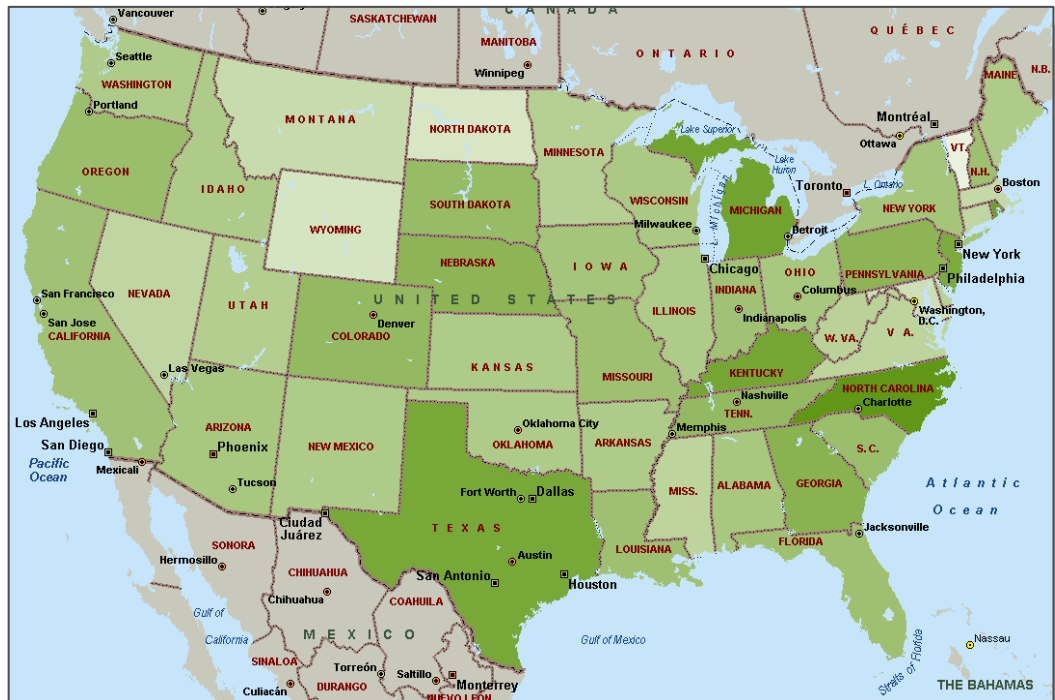 CANADA
Vancouver
SASKATCHEWAN
MANITOBA
Winnipeg
ONTARIO
QUÉBEC
N.B.
Seattle
WASHINGTON
Portland
MONTANA
NORTH DAKOTA
MINNESOTA
Lake Superior
Lake
Huron
L. Michigan
L. Ontario
Ottawa
Montréal
MAINE
VT.
N.H.
Boston
Toronto
OREGON
IDAHO
WYOMING
SOUTH DAKOTA
WISCONSIN
Milwaukee
MICHIGAN
Detroit
NEW YORK
New York
Philadelphia
PENNSYLVANIA
NEBRASKA
IOWA
Chicago
ILLINOIS
INDIANA
Indianapolis
OHIO
Columbus
Washington,
D.C.
W. VA.
V A.
UNITED STATES
NEVADA
UTAH
COLORADO
Denver
San Francisco
San Jose
CALIFORNIA
Las Vegas
KANSAS
MISSOURI
KENTUCKY
Nashville
TENN.
Memphis
NORTH CAROLINA
Charlotte
S.C.
Los Angeles
San Diego
Mexicali
Pacific
Ocean
ARIZONA
Phoenix
Tucson
NEW MEXICO
Oklahoma City
OKLAHOMA
ARKANSAS
MISS.
ALABAMA
GEORGIA
Atlantic
Ocean
Fort Worth
Dallas
TEXAS
Austin
San Antonio
Houston
LOUISIANA
Jacksonville
FLORIDA
Ciudad
Juárez
SONORA
Hermosillo
CHIHUAHUA
Chihuahua
COAHUILA
Gulf of
California
MEXICO
Gulf of Mexico
Straits of Florida
Nassau
THE BAHAMAS
SINALOA
Culiacán
DURANGO
Torreón
Saltillo
Monterrey
NUEVO LEÓN